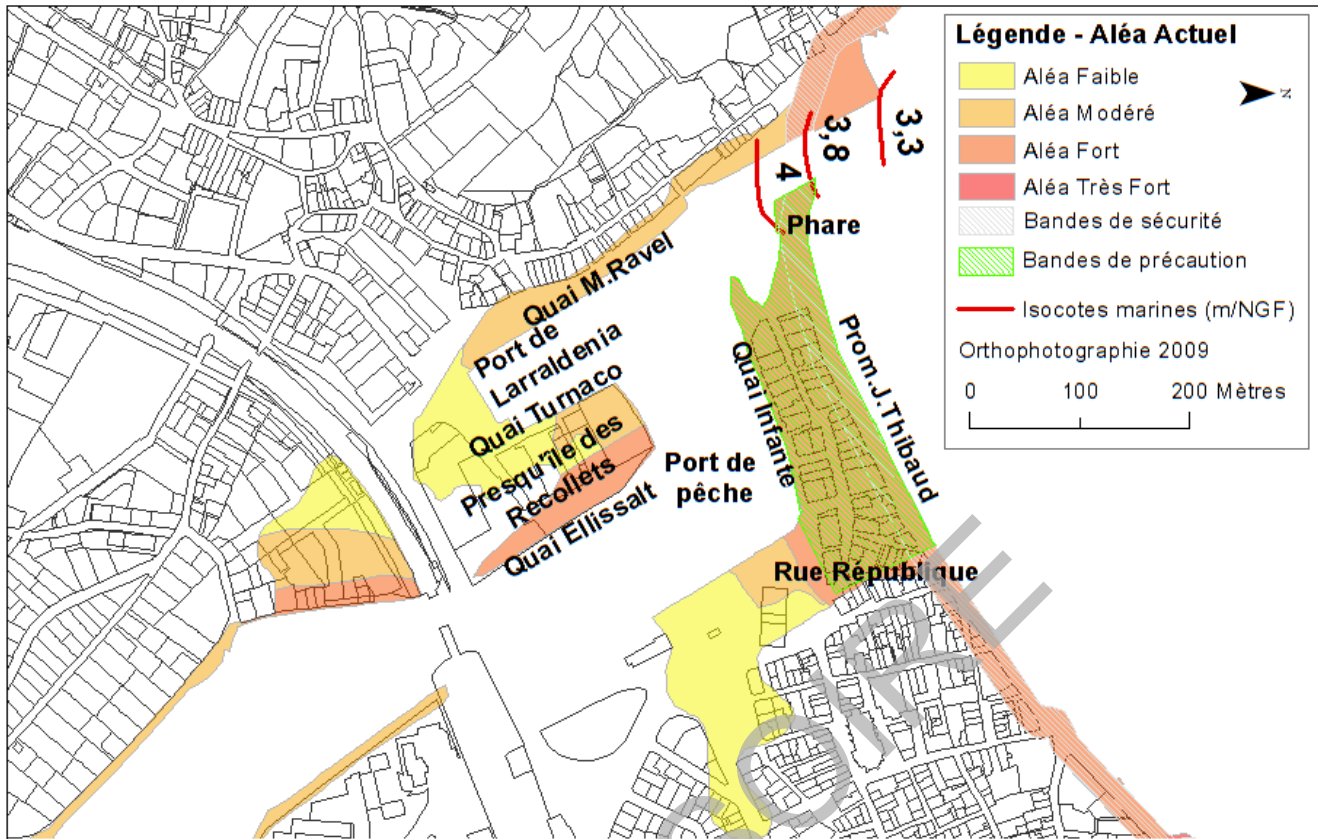 Légende - Aléa Actuel
Aléa Faible
Aléa Modéré
Aléa Fort
Aléa Très Fort
Bandes de sécurité
Bandes de précaution
Isocotes marines (m/NGF)
Orthophotographie 2009
0 100 200 Mètres
N
3,3
3,8
4
Phare
Quai M.Ravel
Port de
Larraldenia
Quai Turnaco
Presqu'île des
Recollets
Quai Ellissalt
Port de
pêche
Quai Infante
Prom.J.Thibaud
Rue République
COIRE